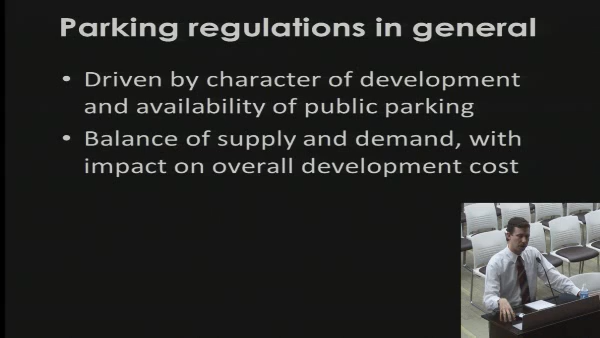 Parking regulations in general
• Driven by character of development
and availability of public parking
• Balance of supply and demand, with
impact on overall development cost